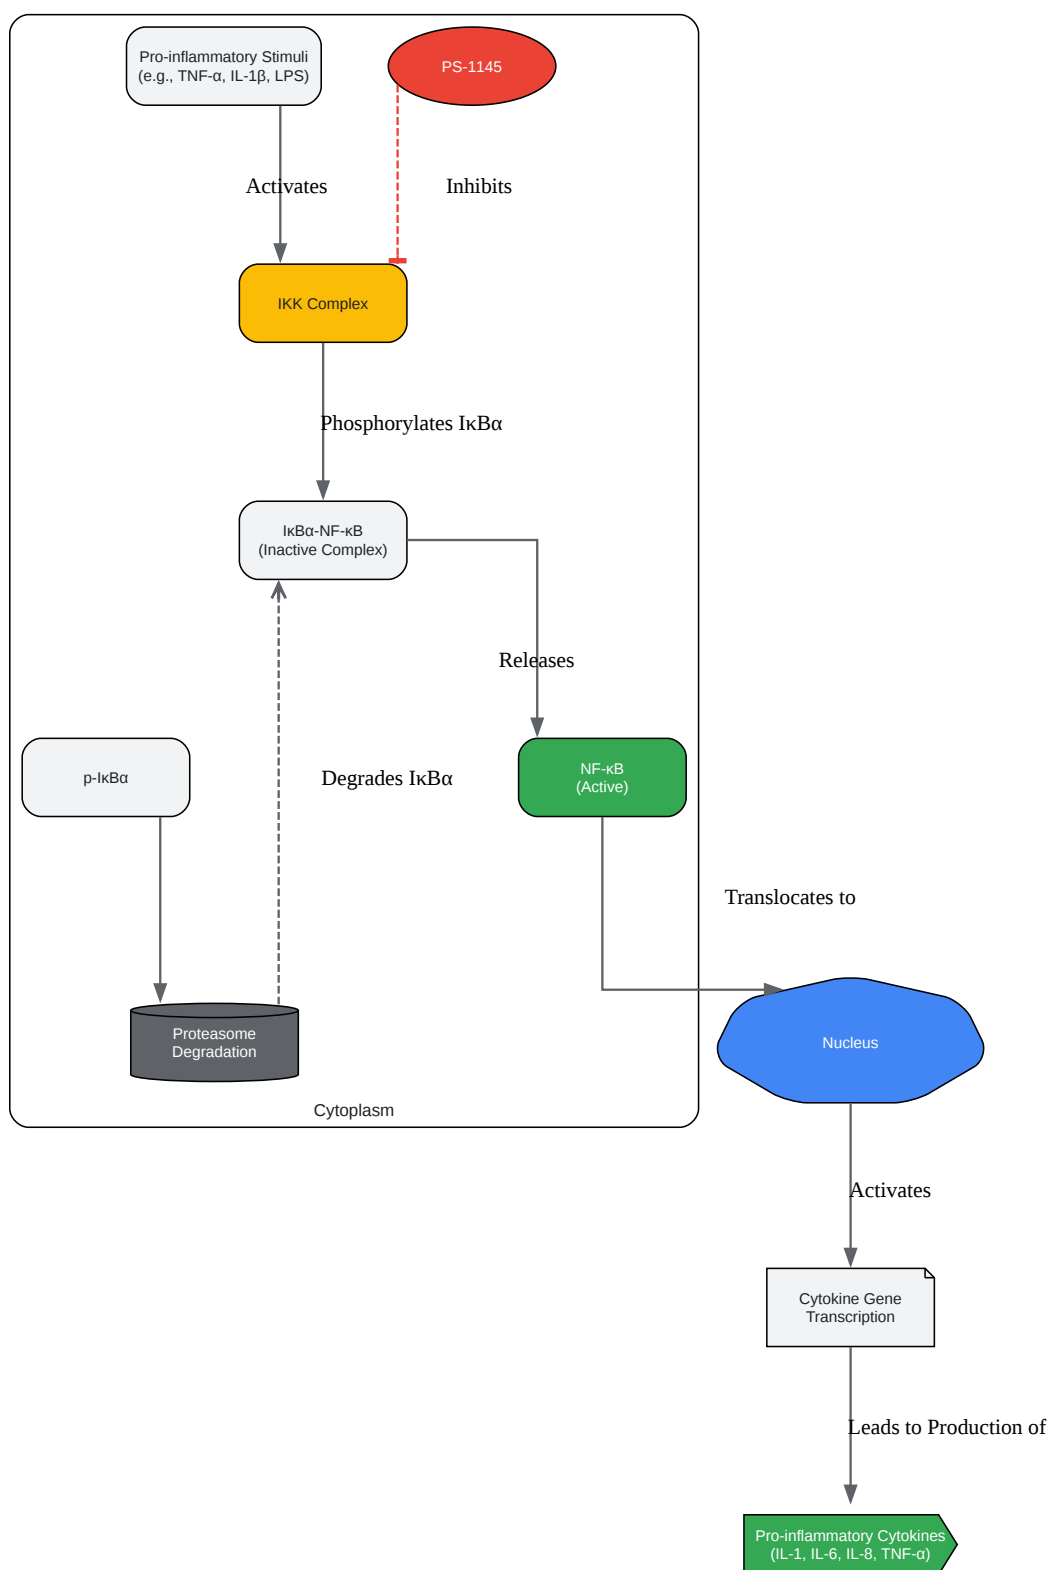 Pro-inflammatory Stimuli
(e.g., TNF-α, IL-1β, LPS)
PS-1145
Activates
Inhibits
IKK Complex
Phosphorylates IκBα
IκBα-NF-κB
(Inactive Complex)
Releases
p-IκBα
Degrades IκBα
NF-κB
(Active)
Translocates to
Proteasome
Degradation
Nucleus
Cytoplasm
Activates
Cytokine Gene
Transcription
Leads to Production of
Pro-inflammatory Cytokines
(IL-1, IL-6, IL-8, TNF-α)